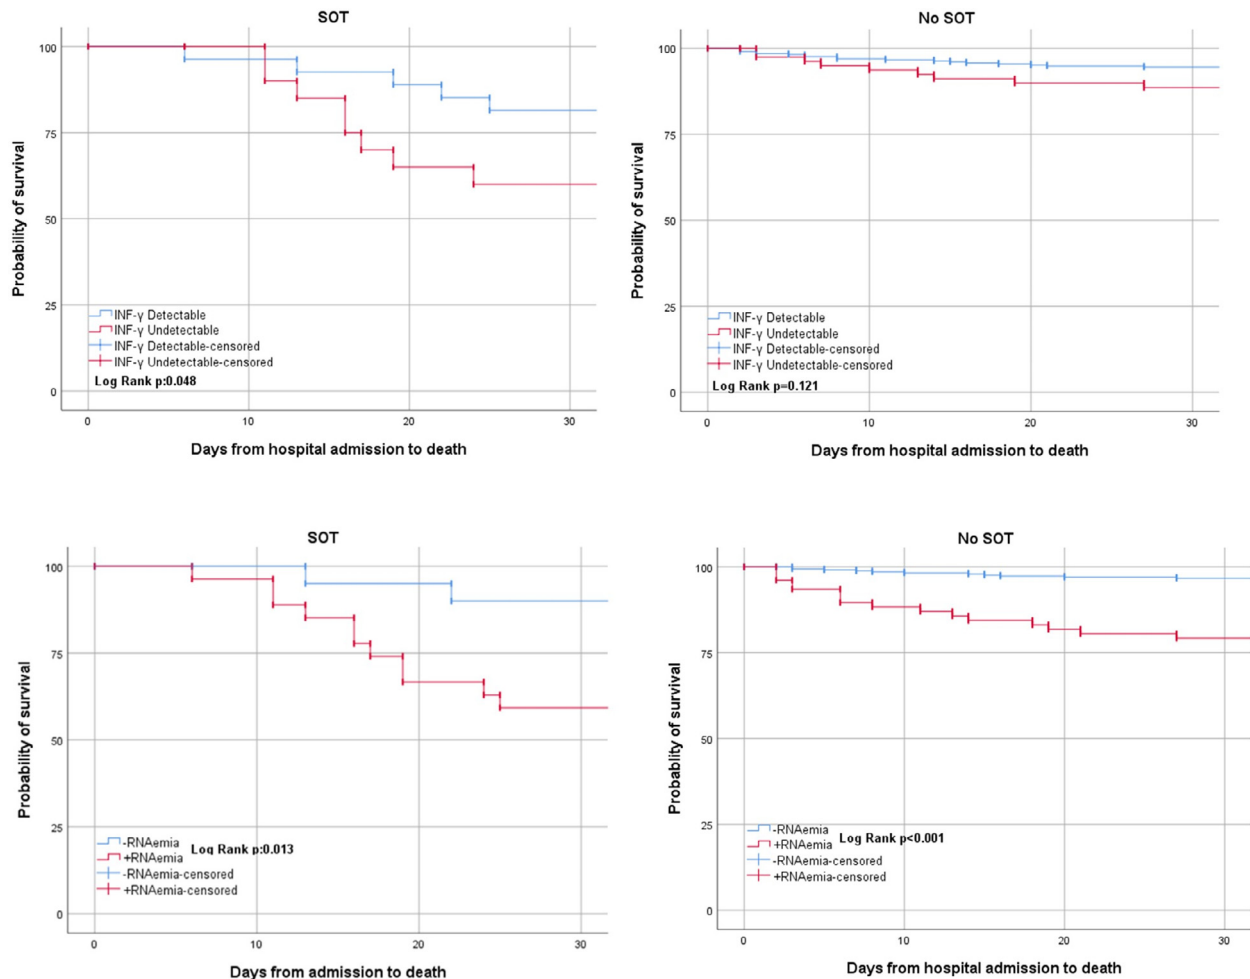 SOT
100
75
50
25
0
Probability of survival
INF-γ Detectable
INF-γ Undetectable
INF-γ Detectable-censored
INF-γ Undetectable-censored
Log Rank p:0.048
0 10 20 30
Days from hospital admission to death
No SOT
100
75
50
25
0
Probability of survival
INF-γ Detectable
INF-γ Undetectable
INF-γ Detectable-censored
INF-γ Undetectable-censored
Log Rank p=0.121
0 10 20 30
Days from hospital admission to death
SOT
100
75
50
25
0
Probability of survival
-RNAemia
+RNAemia
-RNAemia-censored
+RNAemia-censored
Log Rank p:0.013
0 10 20 30
Days from admission to death
No SOT
100
75
50
25
0
Probablity of survival
-RNAemia
+RNAemia
-RNAemia-censored
+RNAemia-censored
Log Rank p<0.001
0 10 20 30
Days from hospital admission to death